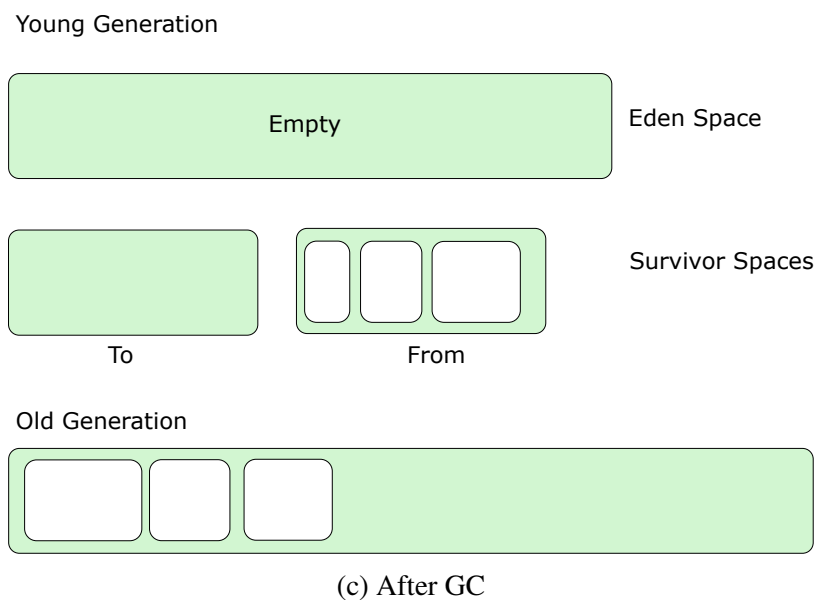 Young Generation
Empty
Eden Space
Survivor Spaces
To
From
Old Generation
(c) After GC